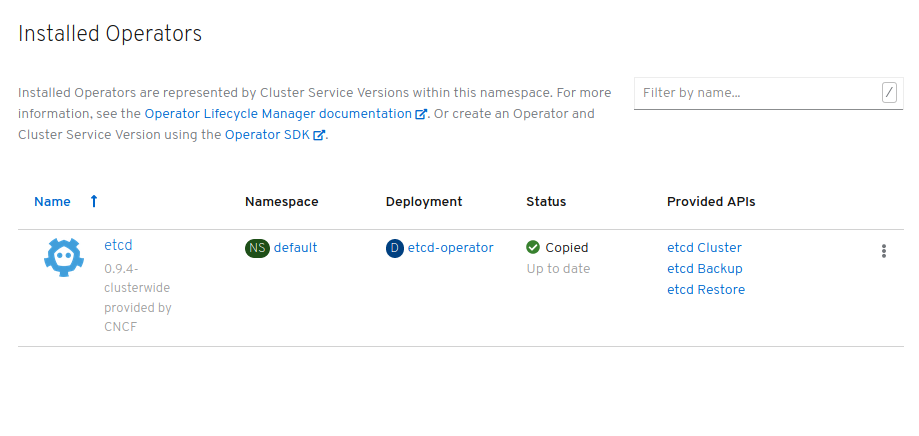 Installed Operators
Installed Operators are represented by Cluster Service Versions within this namespace. For more
information, see the Operator Lifecycle Manager documentation. Or create an Operator and
Cluster Service Version using the Operator SDK.
Filter by name...
/
Name Namespace Deployment Status Provided APIs
etcd
0.9.4-
clusterwide
provided by
CNCF
NS default
D etcd-operator
Copied
Up to date
etcd Cluster
etcd Backup
etcd Restore